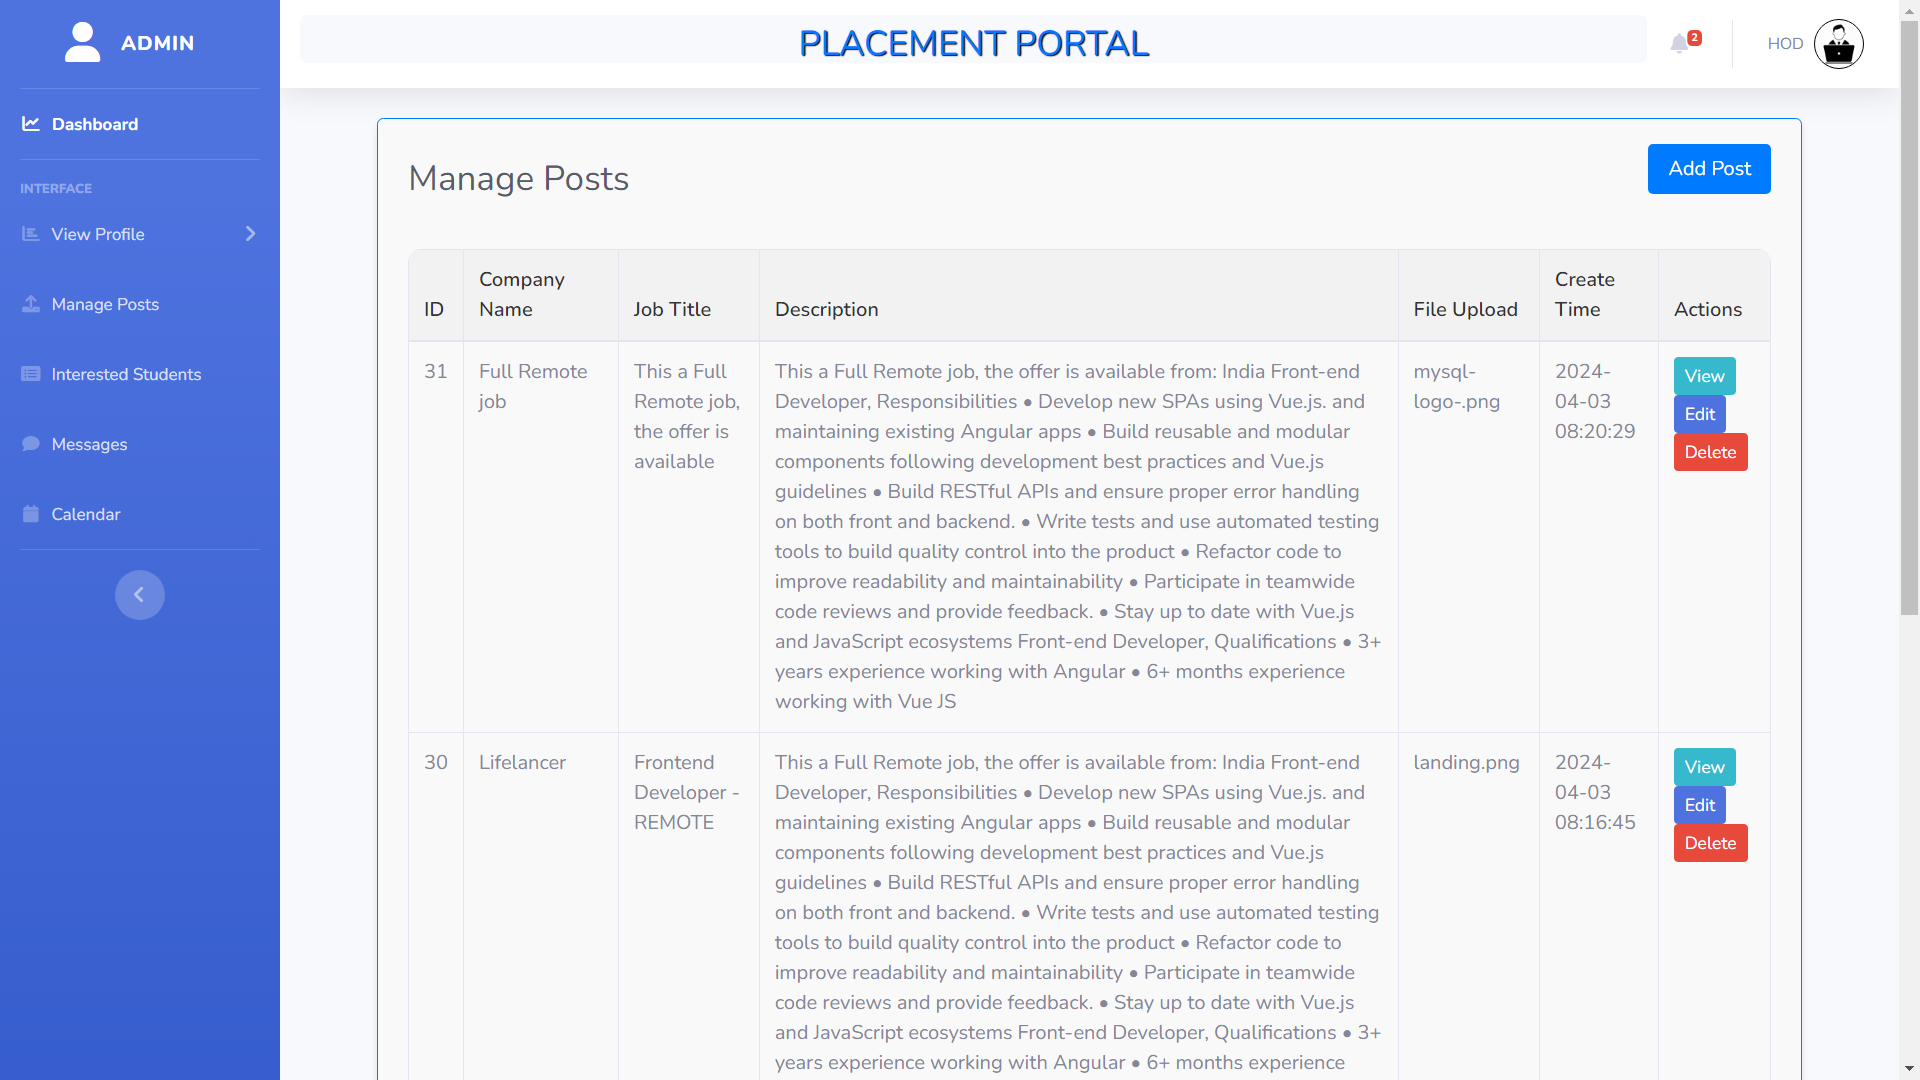 ADMIN
Dashboard
INTERFACE
View Profile
Manage Posts
Interested Students
Messages
Calendar
PLACEMENT PORTAL
2
HOD
Manage Posts
Add Post
ID
Company
Name
Job Title
Description
File Upload
Create
Time
Actions
31
Full Remote
job
This a Full
Remote job,
the offer is
available
This a Full Remote job, the offer is available from: India Front-end
Developer, Responsibilities • Develop new SPAs using Vue.js. and
maintaining existing Angular apps • Build reusable and modular
components following development best practices and Vue.js
guidelines • Build RESTful APIs and ensure proper error handling
on both front and backend. • Write tests and use automated testing
tools to build quality control into the product • Refactor code to
improve readability and maintainability • Participate in teamwide
code reviews and provide feedback. • Stay up to date with Vue.js
and JavaScript ecosystems Front-end Developer, Qualifications • 3+
years experience working with Angular • 6+ months experience
working with Vue JS
mysql-
logo-.png
2024-
04-03
08:20:29
View
Edit
Delete
30
Lifelancer
Frontend
Developer -
REMOTE
This a Full Remote job, the offer is available from: India Front-end
Developer, Responsibilities • Develop new SPAs using Vue.js. and
maintaining existing Angular apps • Build reusable and modular
components following development best practices and Vue.js
guidelines • Build RESTful APIs and ensure proper error handling
on both front and backend. • Write tests and use automated testing
tools to build quality control into the product • Refactor code to
improve readability and maintainability • Participate in teamwide
code reviews and provide feedback. • Stay up to date with Vue.js
and JavaScript ecosystems Front-end Developer, Qualifications • 3+
years experience working with Angular • 6+ months experience
landing.png
2024-
04-03
08:16:45
View
Edit
Delete